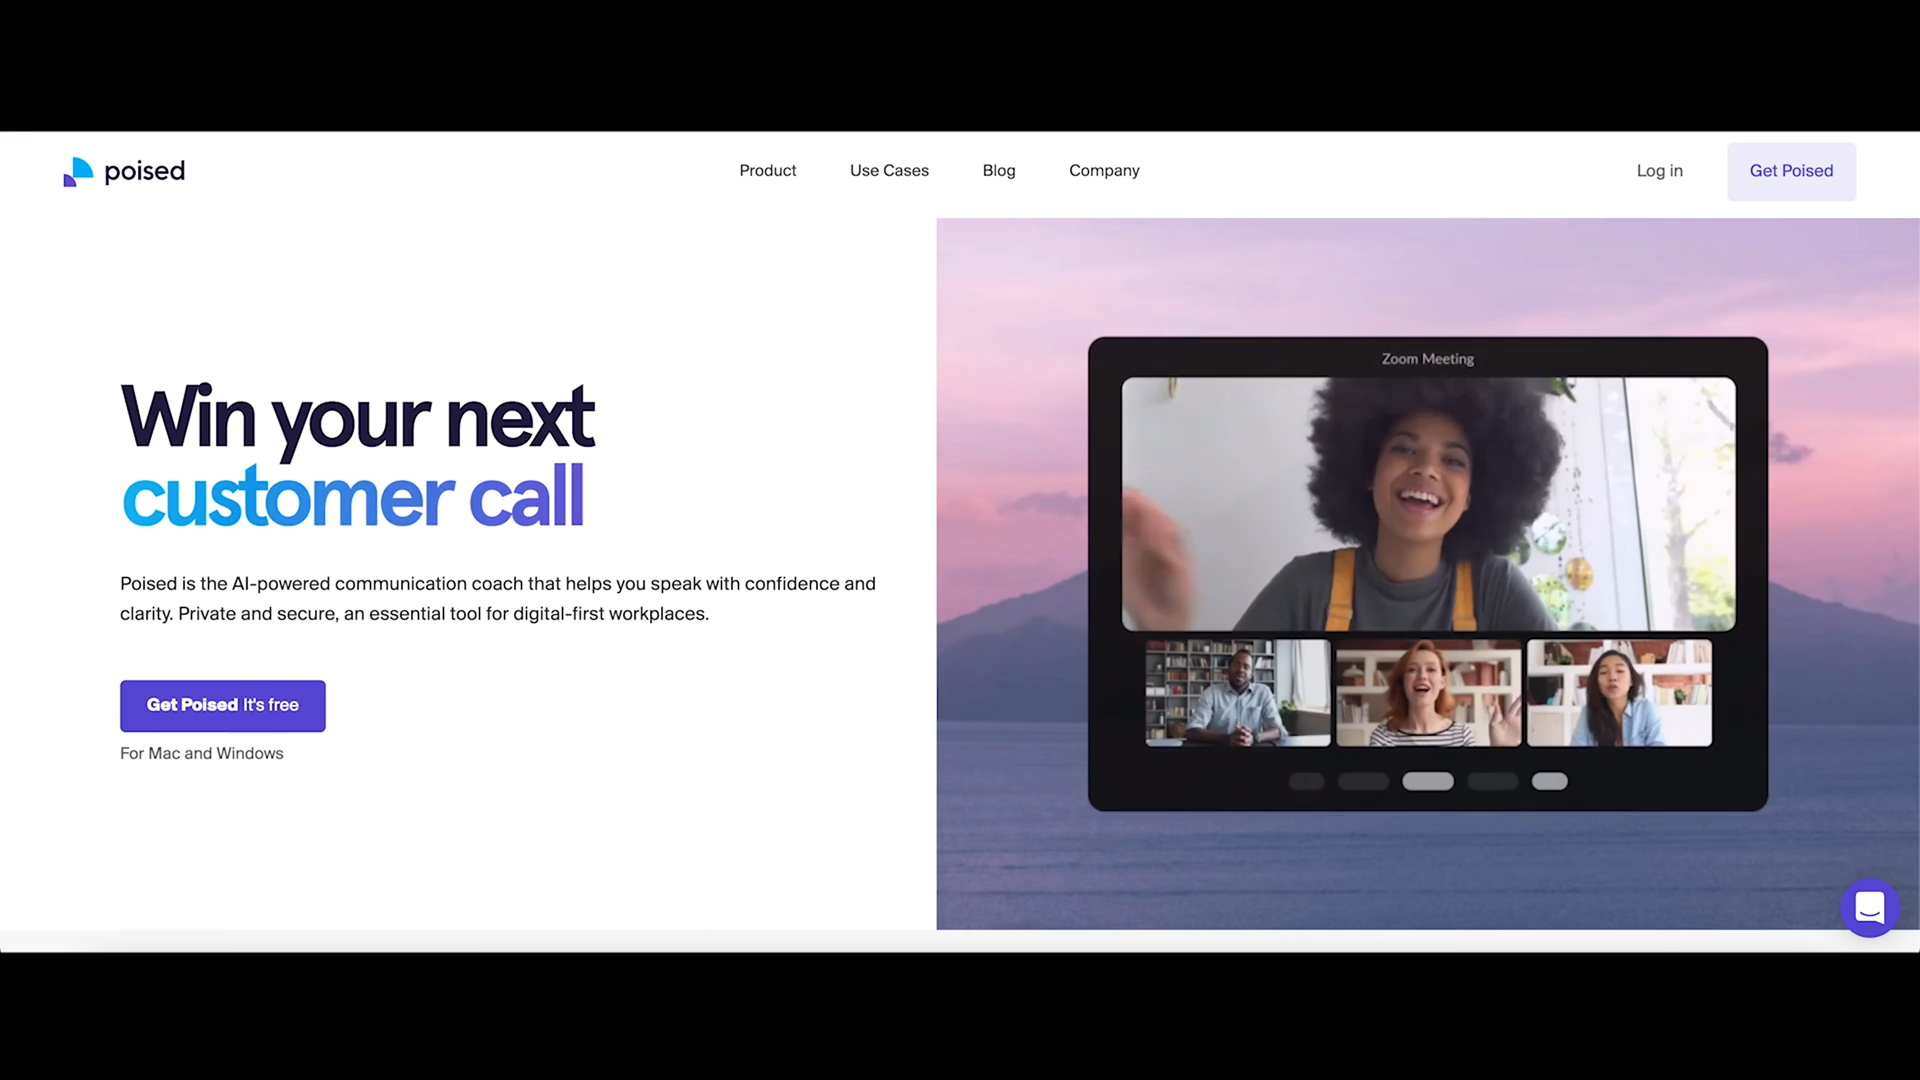 poised
Product
Use Cases
Blog
Company
Log in
Get Poised
Win your next
customer call
Poised is the AI-powered communication coach that helps you speak with confidence and
clarity. Private and secure, an essential tool for digital-first workplaces.
Get Poised It's free
For Mac and Windows
Zoom Meeting